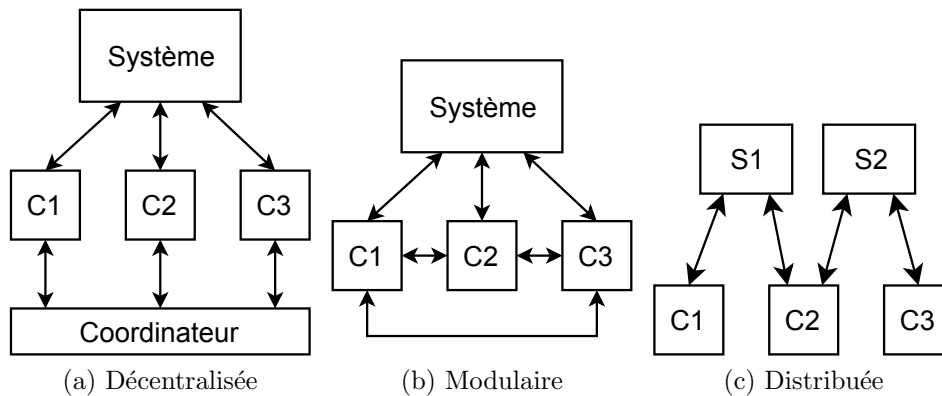 Système
C1
C2
C3
Coordinateur
(a) Décentralisée
Système
C1
C2
C3
(b) Modulaire
S1
S2
C1
C2
C3
(c) Distribuée